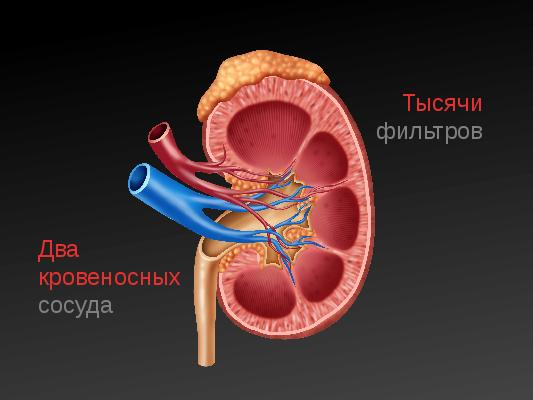 Тысячи
фильтров
Два
кровеносных
сосуда